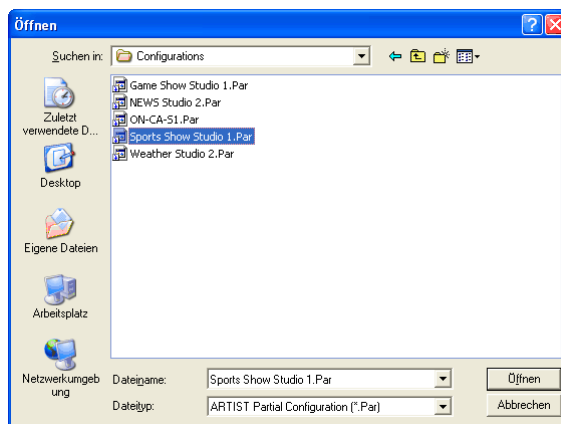 Öffnen
Suchen in:
Configurations
Game Show Studio 1.Par
NEWS Studio 2.Par
ON-CA-S1.Par
Sports Show Studio 1.Par
Weather Studio 2.Par
Zuletzt
verwendete D...
Desktop
Eigene Dateien
Arbeitsplatz
Netzwerkumgeb
ung
Dateiname:
Sports Show Studio 1.Par
Öffnen
Dateityp:
ARTIST Partial Configuration (*.Par)
Abbrechen